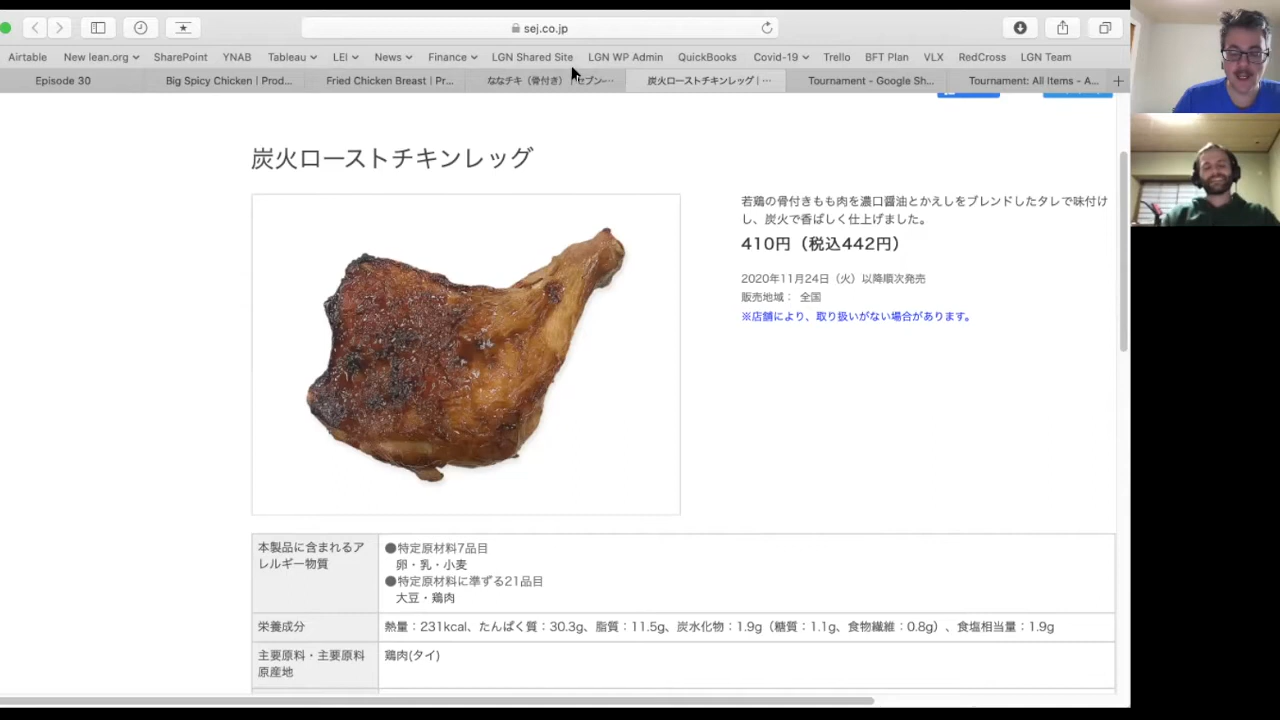 sej.co.jp
Airtable New lean.org SharePoint YNAB Tableau LEI News Finance LGN Shared Site LGN WP Admin QuickBooks Covid-19 Trello BFT Plan VLX RedCross LGN Team
Episode 30 Big Spicy Chicken | Prod... Fried Chicken Breast | Pr... ななチキ（骨付き） | セブン-... 炭火ローストチキンレッグ | ... Tournament - Google Sh... Tournament: All Items - A...
炭火ローストチキンレッグ
若鶏の骨付きもも肉を濃口醤油とかえしをブレンドしたタレで味付け
し、炭火で香ばしく仕上げました。
410円（税込442円）
2020年11月24日（火）以降順次発売
販売地域： 全国
※店舗により、取り扱いがない場合があります。
本製品に含まれるア
レルギー物質
●特定原材料7品目
卵・乳・小麦
●特定原材料に準ずる21品目
大豆・鶏肉
栄養成分
熱量：231kcal、たんぱく質：30.3g、脂質：11.5g、炭水化物：1.9g（糖質：1.1g、食物繊維：0.8g）、食塩相当量：1.9g
主要原料・主要原料
原産地
鶏肉(タイ)